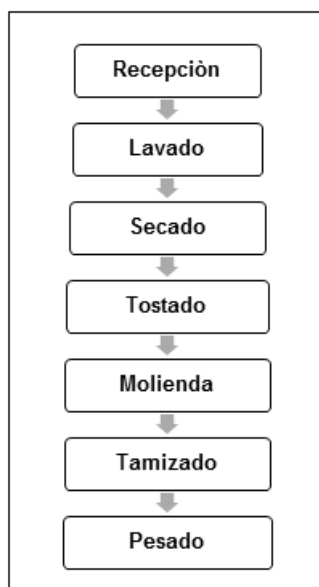 Recepciòn
Lavado
Secado
Tostado
Molienda
Tamizado
Pesado